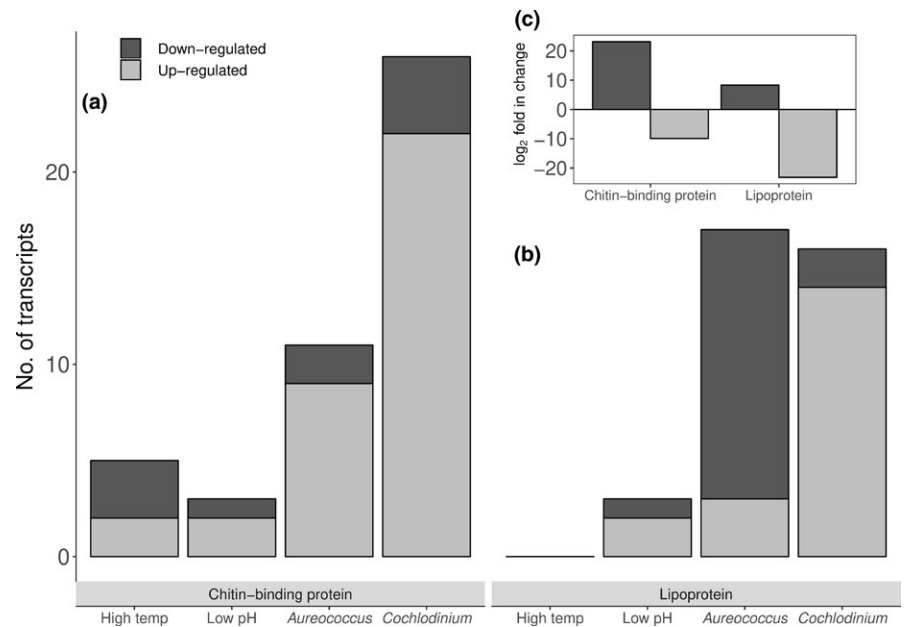 (c)
Down−regulated
Up−regulated
(a)
log2 fold in change
20
10
0
−10
−20
Chitin−binding protein
Lipoprotein
No. of transcripts
20
10
0
(b)
Chitin−binding protein
Lipoprotein
High temp
Low pH
Aureococcus
Cochlodinium
High temp
Low pH
Aureococcus
Cochlodinium